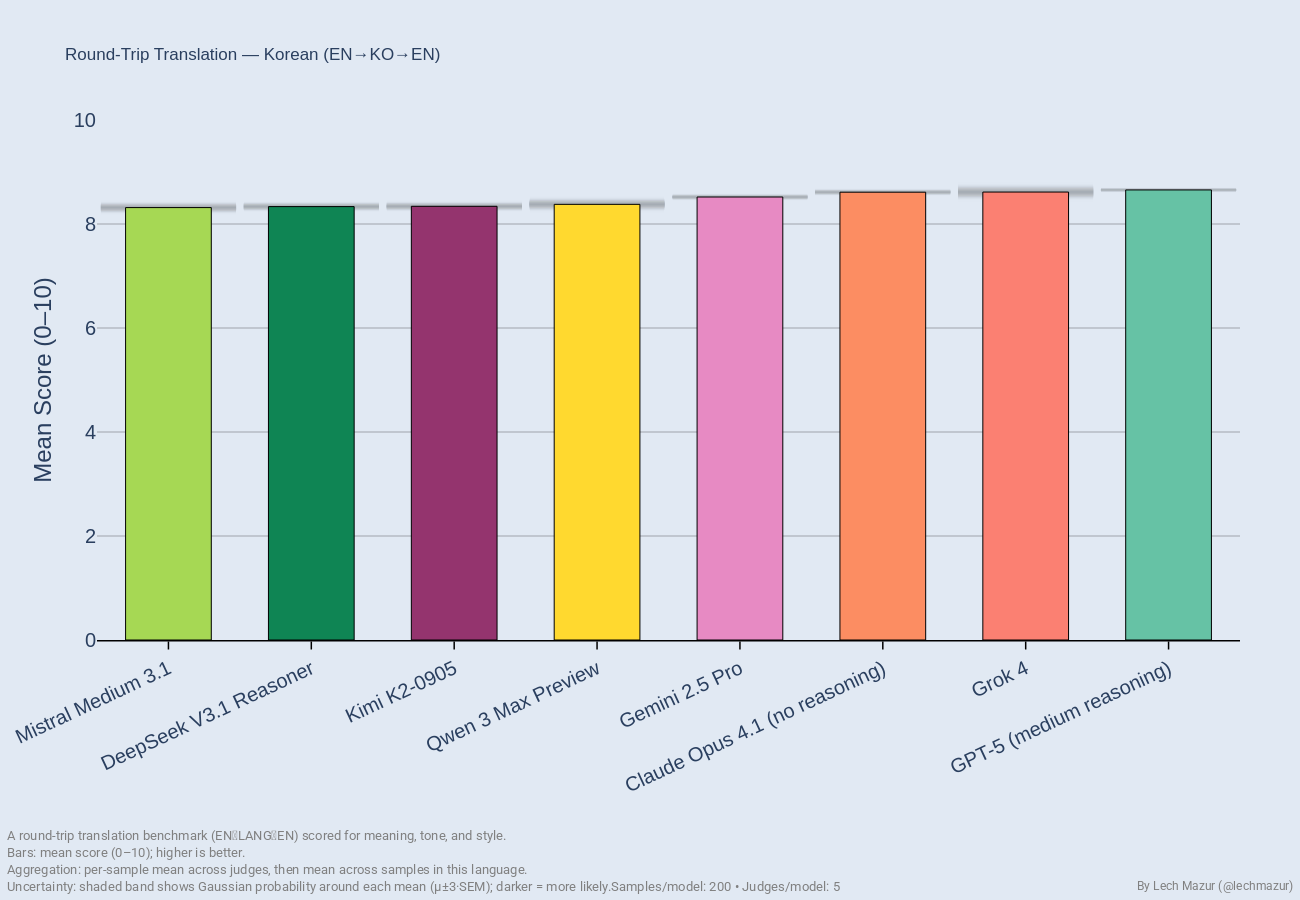 Round-Trip Translation — Korean (EN→KO→EN)
10
8
6
4
2
0
Mean Score (0–10)
Mistral Medium 3.1
DeepSeek V3.1 Reasoner
Kimi K2-0905
Qwen 3 Max Preview
Gemini 2.5 Pro
Claude Opus 4.1 (no reasoning)
Grok 4
GPT-5 (medium reasoning)
A round-trip translation benchmark (EN▯LANG▯EN) scored for meaning, tone, and style.
Bars: mean score (0–10); higher is better.
Aggregation: per-sample mean across judges, then mean across samples in this language.
Uncertainty: shaded band shows Gaussian probability around each mean (μ±3·SEM); darker = more likely.Samples/model: 200 • Judges/model: 5
By Lech Mazur (@lechmazur)